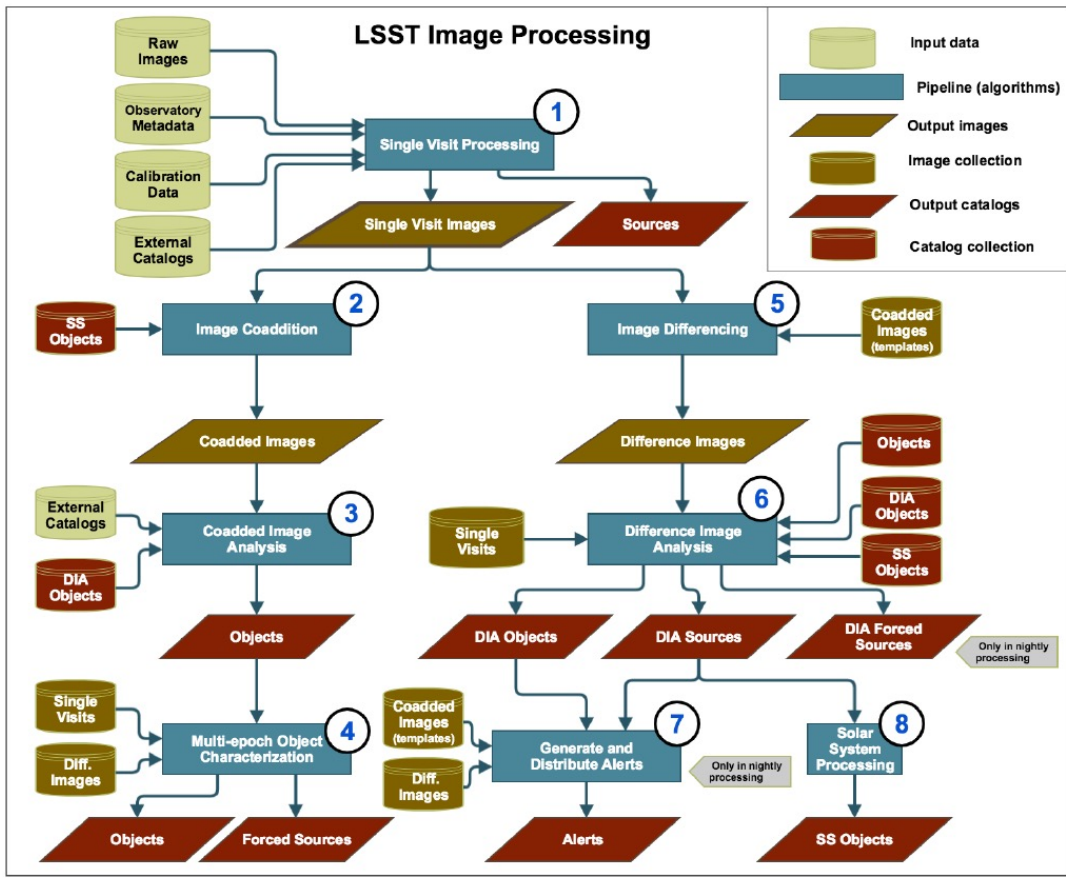 LSST Image Processing
Raw
Images
Observatory
Metadata
Calibration
Data
External
Catalogs
1
Single Visit Processing
Single Visit Images
Sources
Input data
Pipeline (algorithms)
Output images
Image collection
Output catalogs
Catalog collection
SS
Objects
2
Image Coaddition
5
Image Differencing
Coadded
Images
(templates)
Coadded Images
Difference Images
Objects
DIA
Objects
SS
Objects
External
Catalogs
DIA
Objects
3
Coadded Image
Analysis
Single
Visits
6
Difference Image
Analysis
Objects
DIA Objects
DIA Sources
DIA Forced
Sources
Only in nightly
processing
Single
Visits
Diff.
Images
4
Multi-epoch Object
Characterization
Coadded
Images
(templates)
Diff.
Images
7
Generate and
Distribute Alerts
Only in nightly
processing
8
Solar
System
Processing
Objects
Forced Sources
Alerts
SS Objects